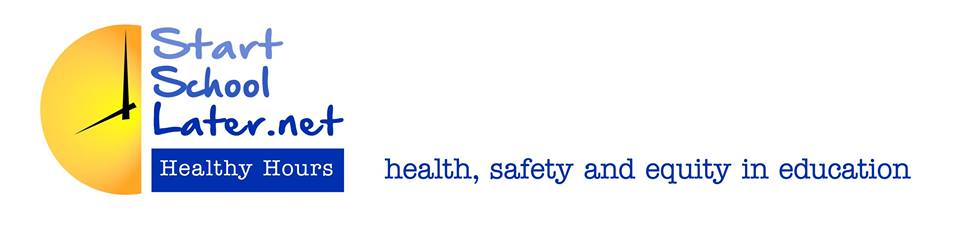 Start
School
Later.net
Healthy Hours
health, safety and equity in education